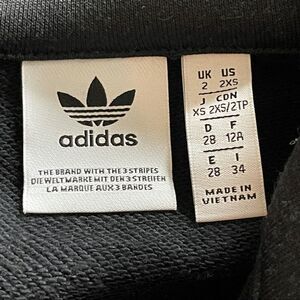 adidas
THE BRAND WITH THE 3 STRIPES
DIE WELTMARKE MIT DEN 3 STREIFEN
LA MARQUE AUX 3 BANDES
UK US
2 2XS
J CDN
XS 2XS/2TP
D F
28 12A
E I
28 34
MADE IN
VIETNAM